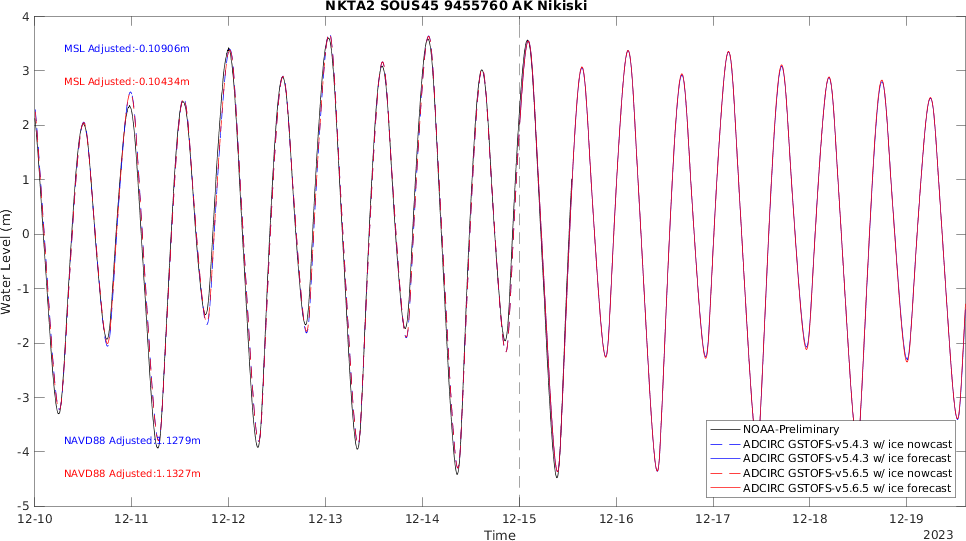 NKTA2 SOUS45 9455760 AK Nikiski
4
3
2
1
0
-1
-2
-3
-4
-5
Water Level (m)
MSL Adjusted:-0.10906m
MSL Adjusted:-0.10434m
NAVD88 Adjusted:1.1279m
NAVD88 Adjusted:1.1327m
NOAA-Preliminary
ADCIRC GSTOFS-v5.4.3 w/ ice nowcast
ADCIRC GSTOFS-v5.4.3 w/ ice forecast
ADCIRC GSTOFS-v5.6.5 w/ ice nowcast
ADCIRC GSTOFS-v5.6.5 w/ ice forecast
12-10 12-11 12-12 12-13 12-14 12-15 12-16 12-17 12-18 12-19
Time
2023